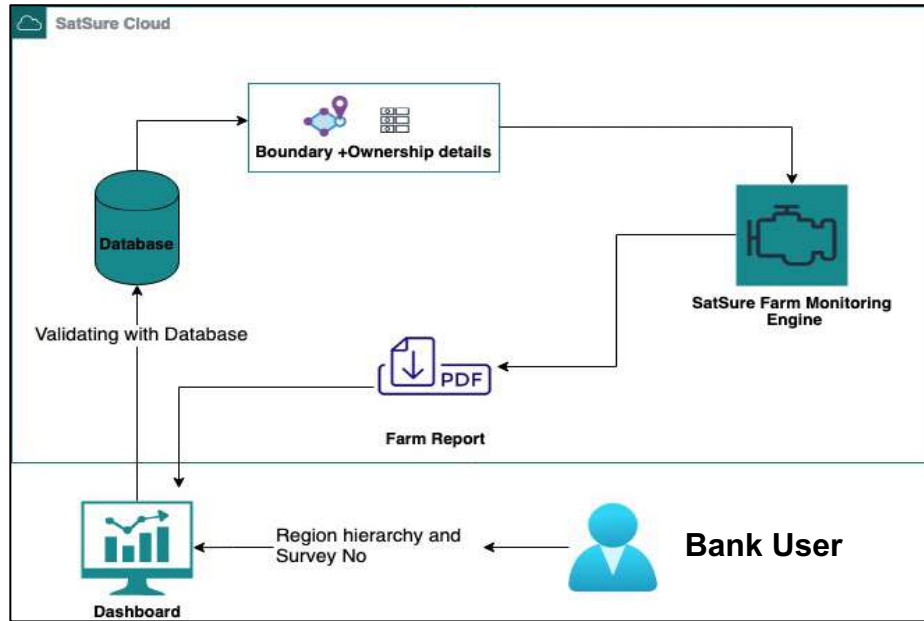 SatSure Cloud
Boundary +Ownership details
Database
SatSure Farm Monitoring
Engine
Validating with Database
PDF
Farm Report
Region hierarchy and
Survey No
Bank User
Dashboard